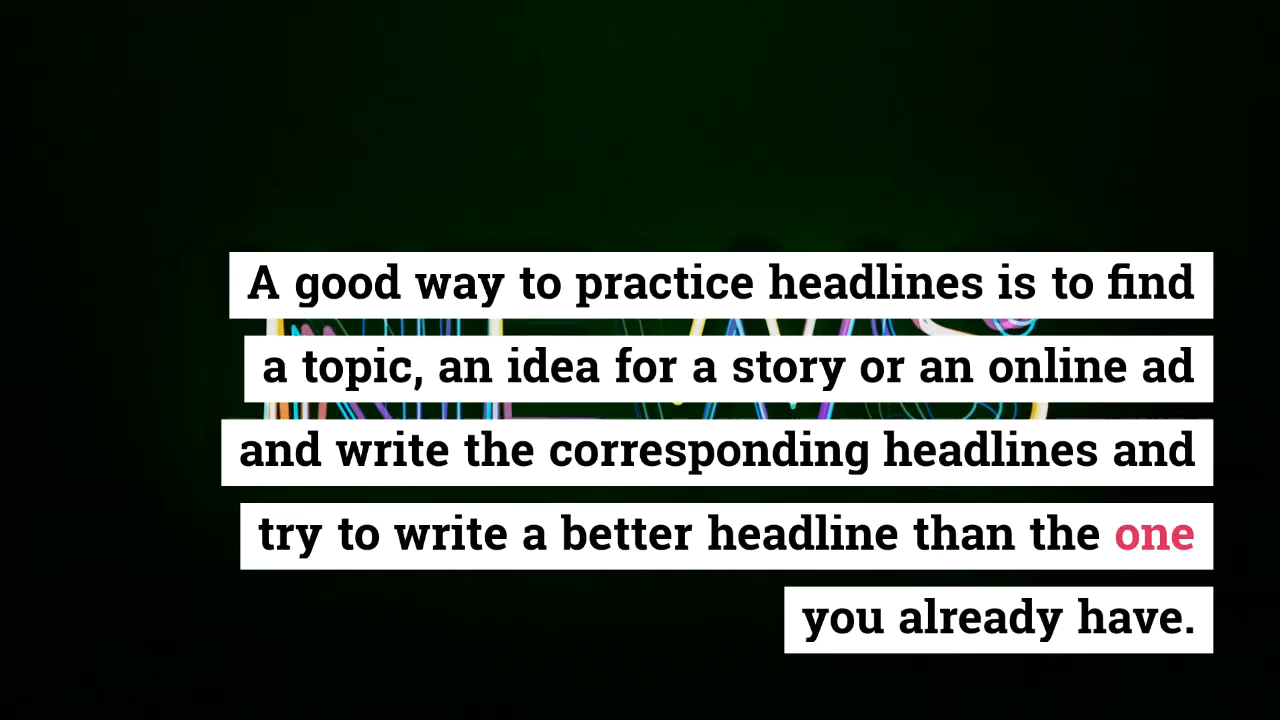 A good way to practice headlines is to find
a topic, an idea for a story or an online ad
and write the corresponding headlines and
try to write a better headline than the one
you already have.